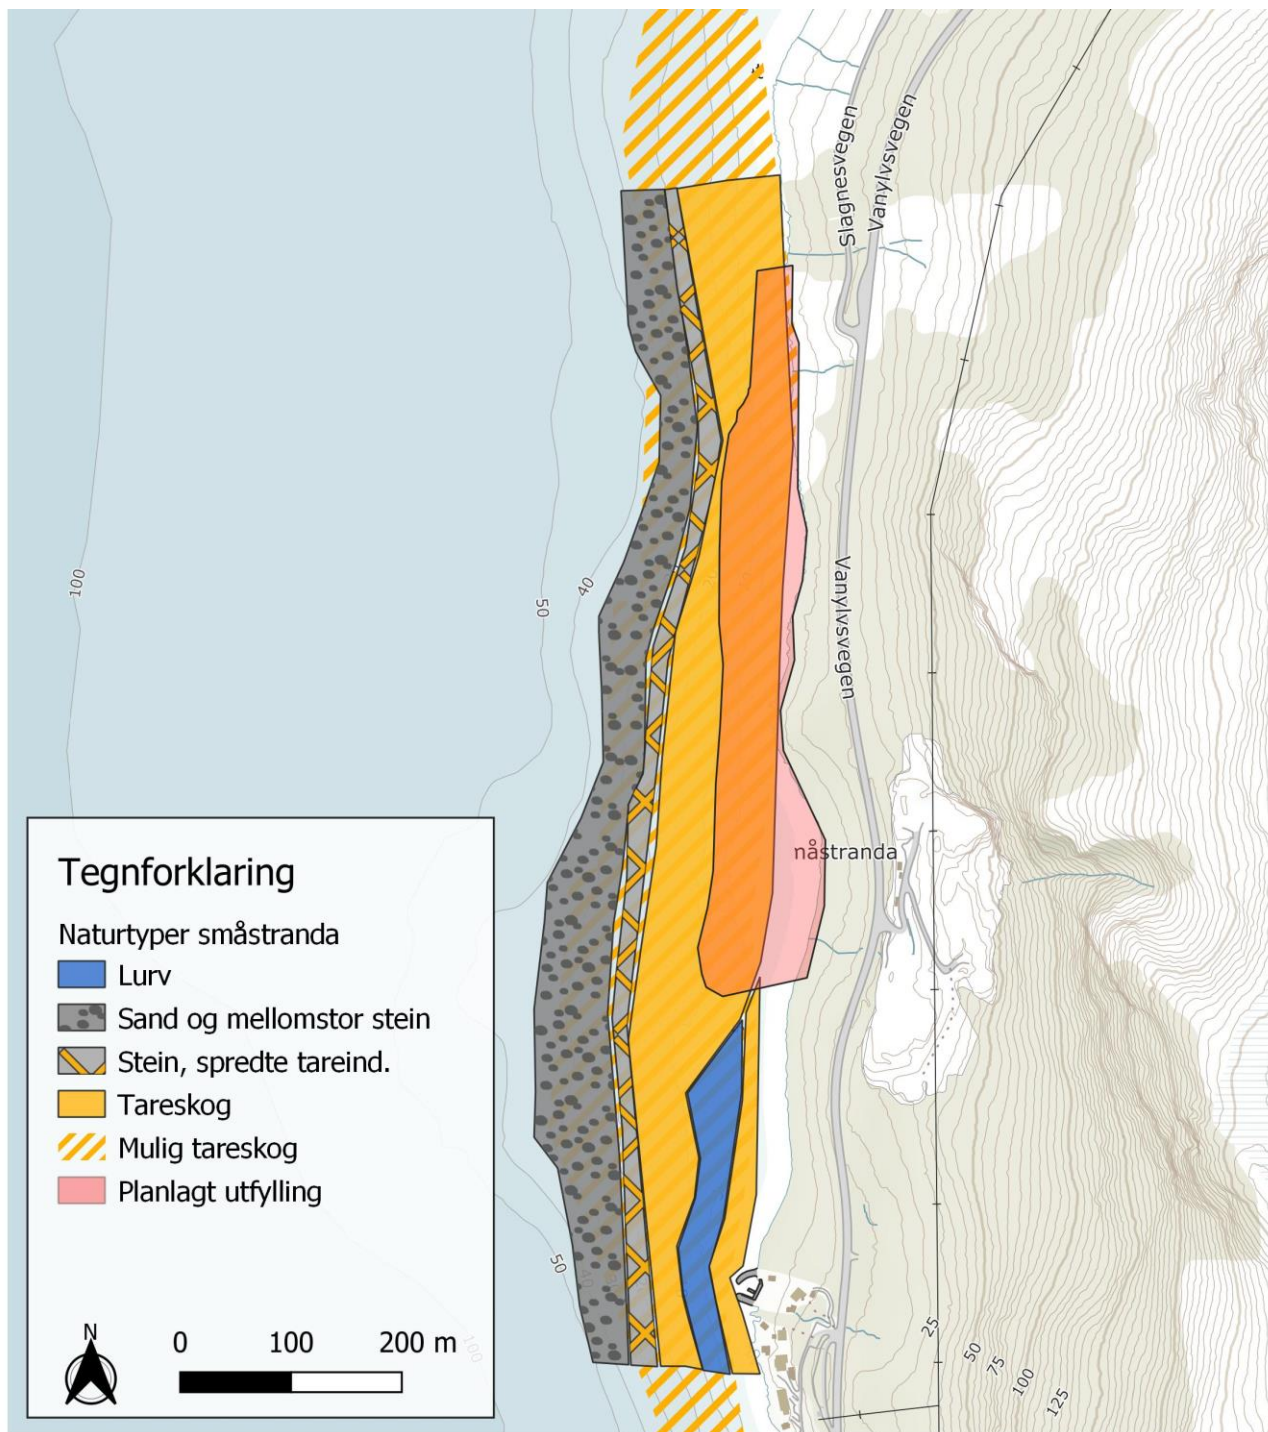 Slagnesvegen
Vanylvsvegen
100
50
40
Vanylvsvegen
nåstranda
Tegnforklaring
Naturtyper småstranda
Lurv
Sand og mellomstor stein
Stein, spredte tareind.
Tareskog
Mulig tareskog
Planlagt utfylling
N
0 100 200 m
50
100
25
50
75
100
125